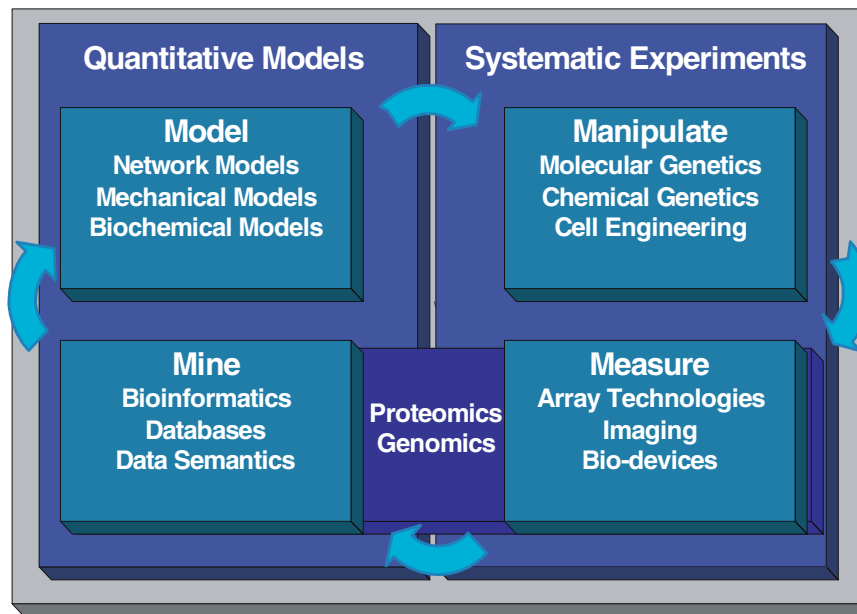 Quantitative Models
Systematic Experiments
Model
Network Models
Mechanical Models
Biochemical Models
Manipulate
Molecular Genetics
Chemical Genetics
Cell Engineering
Mine
Bioinformatics
Databases
Data Semantics
Proteomics
Genomics
Measure
Array Technologies
Imaging
Bio-devices